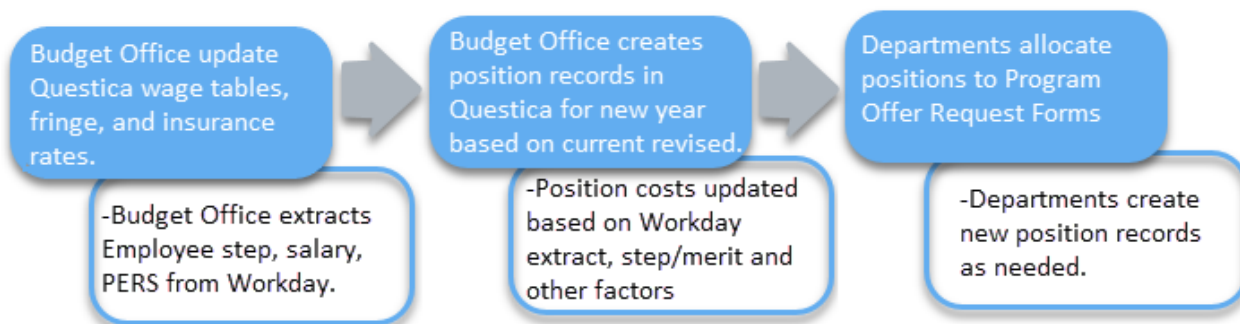 Budget Office update
Questica wage tables,
fringe, and insurance
rates.
-Budget Office extracts
Employee step, salary,
PERS from Workday.
Budget Office creates
position records in
Questica for new year
based on current revised.
-Position costs updated
based on Workday
extract, step/merit and
other factors
Departments allocate
positions to Program
Offer Request Forms
-Departments create
new position records
as needed.